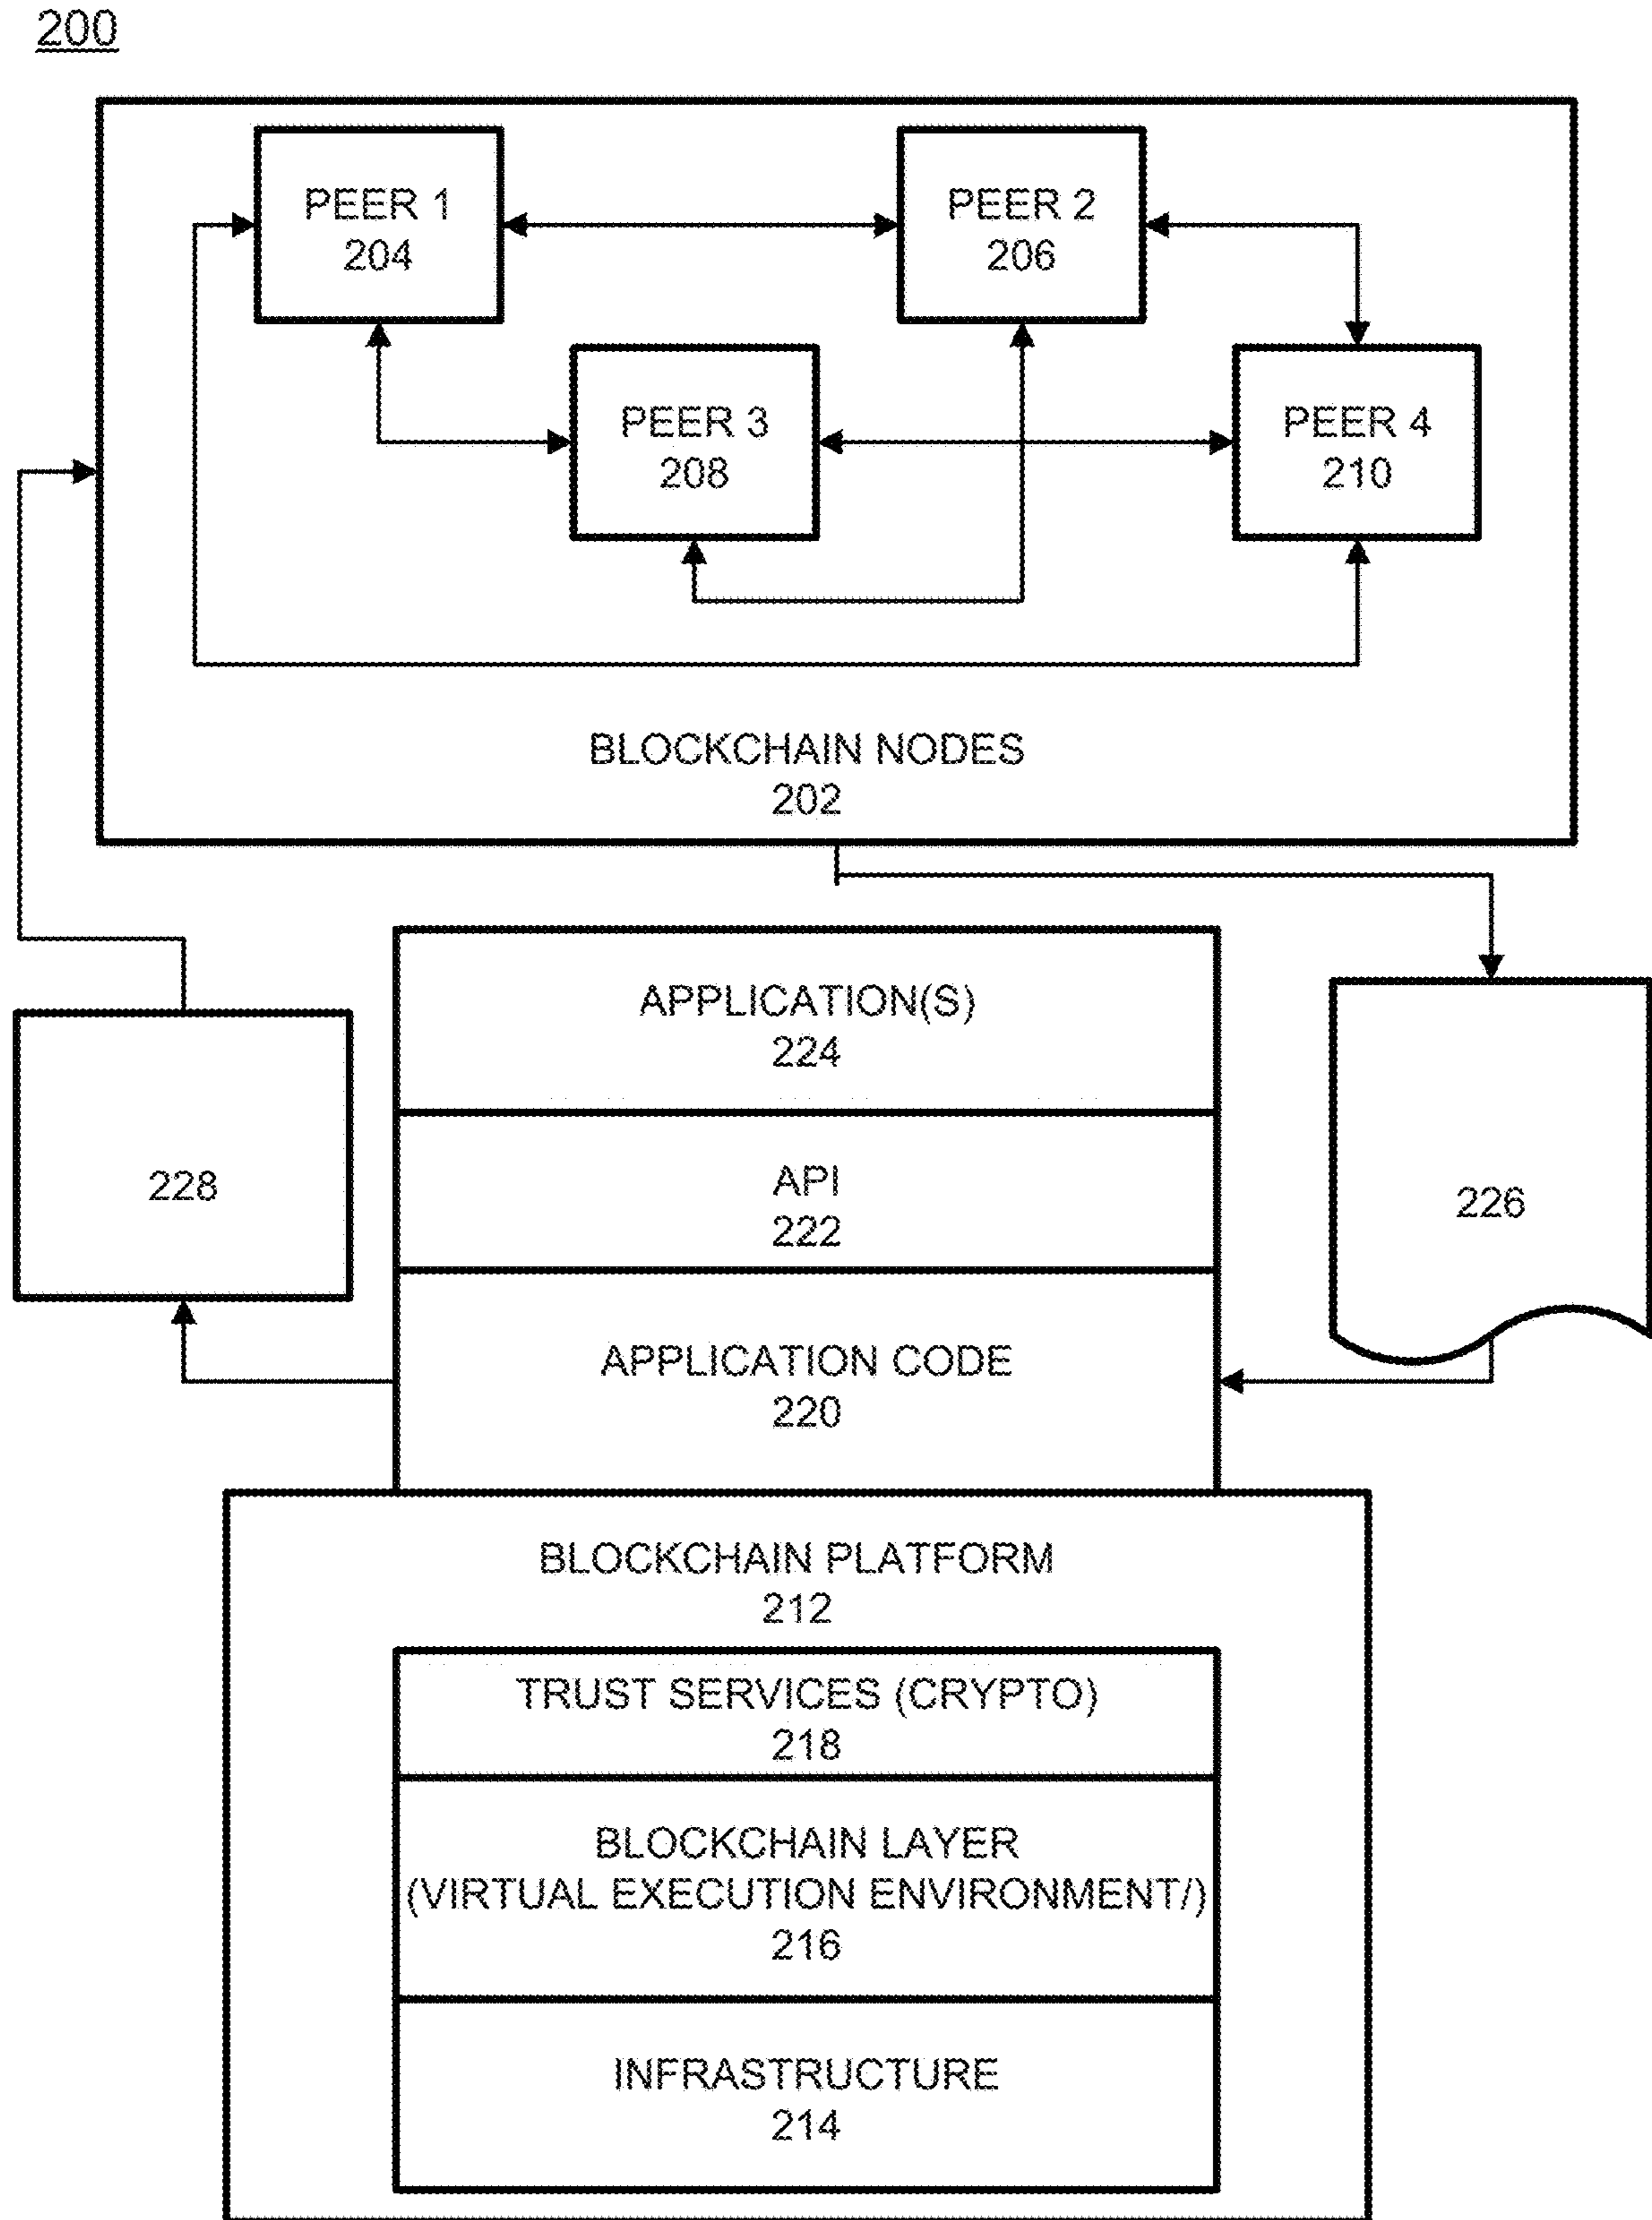 200
PEER 1
204
PEER 2
206
PEER 3
208
PEER 4
210
BLOCKCHAIN NODES
202
APPLICATION(S)
224
API
222
228
226
APPLICATION CODE
220
BLOCKCHAIN PLATFORM
212
TRUST SERVICES (CRYPTO)
218
BLOCKCHAIN LAYER
(VIRTUAL EXECUTION ENVIRONMENT/)
216
INFRASTRUCTURE
214